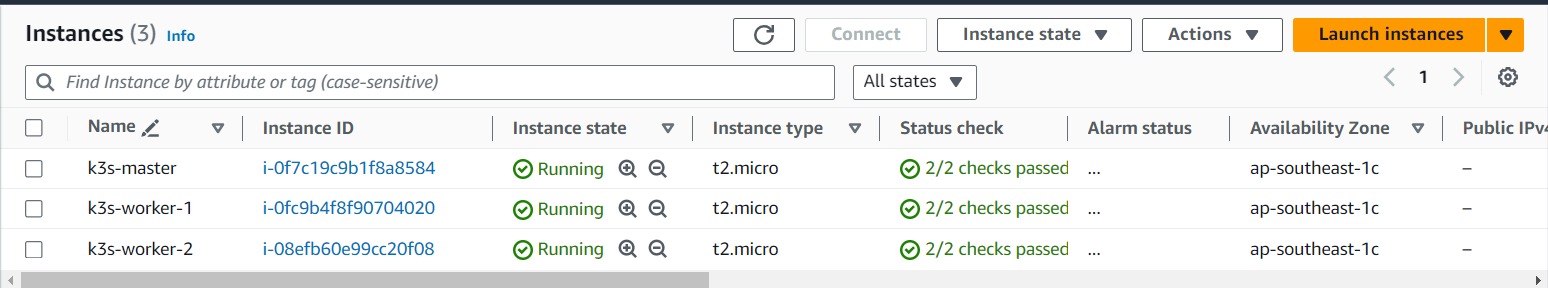 Instances (3) Info Connect Instance state Actions Launch instances
Find Instance by attribute or tag (case-sensitive) All states 1
Name Instance ID Instance state Instance type Status check Alarm status Availability Zone Public IPv4
k3s-master i-0f7c19c9b1f8a8584 Running t2.micro 2/2 checks passed ... ap-southeast-1c –
k3s-worker-1 i-0fc9b4f8f90704020 Running t2.micro 2/2 checks passed ... ap-southeast-1c –
k3s-worker-2 i-08efb60e99cc20f08 Running t2.micro 2/2 checks passed ... ap-southeast-1c –